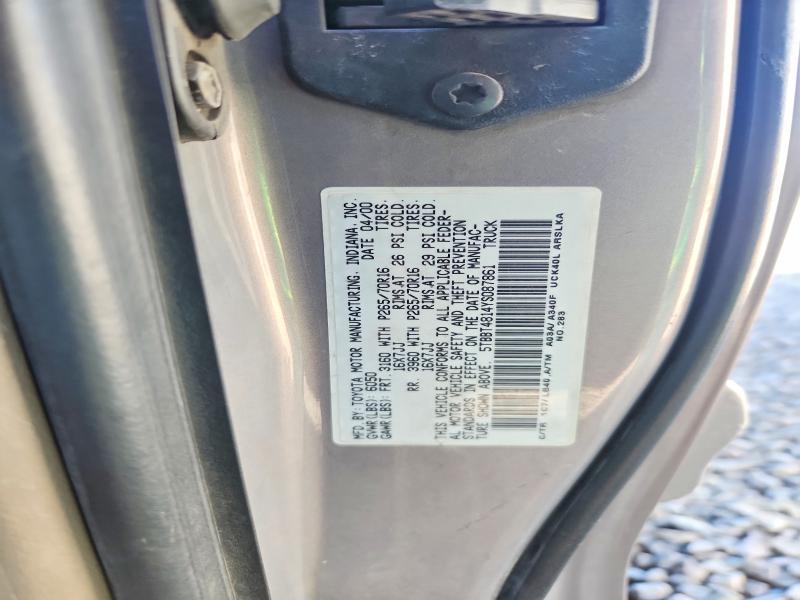 MFD. BY: TOYOTA MOTOR MANUFACTURING, INDIANA, INC.
GVWR (LBS): 6050 DATE 04/00
GAWR (LBS): FRT. 3160 WITH P265/70R16 TIRES.
16X7JJ RIMS.AT 26 PSI COLD.
RR. 3960 WITH P265/70R16 TIRES.
16X7JJ RIMS.AT 29 PSI COLD.
THIS VEHICLE CONFORMS TO ALL APPLICABLE FEDER-
AL MOTOR VEHICLE SAFETY AND THEFT PREVENTION
STANDARDS IN EFFECT ON THE DATE OF MANUFAC-
TURE SHOWN ABOVE. 5TBBT4814YS087861 TRUCK
C/TR 1C7/LB40.A/TM A03A/A340F UCK40L ARSLKA
NO.283